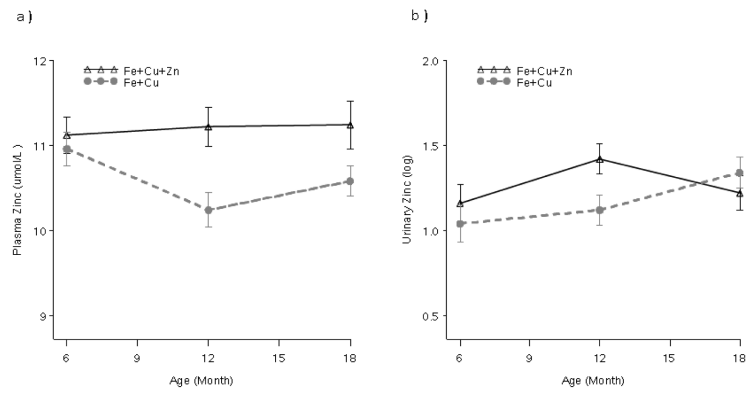 a)
12
11
10
9
Plasma Zinc (umol/L )
Fe+Cu+Zn
Fe+Cu
6
9
12
15
18
Age (Month)
b)
2.0
1.5
1.0
0.5
Urinary Zinc (log)
Fe+Cu+Zn
Fe+Cu
6
9
12
15
18
Age (Month)